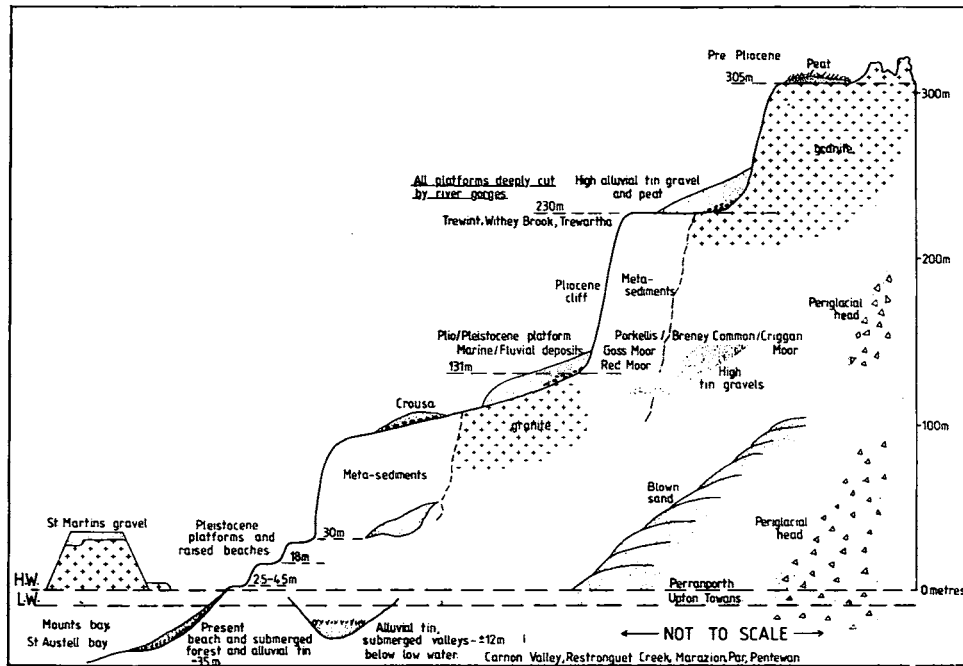 Pre Pliocene
Peat
305m
300m
granite
All platforms deeply cut
by river gorges
High alluvial tin gravel
and peat
230m
Trewint, Withey Brook, Trewartha
200m
Pliocene
cliff
Meta-
sediments
Periglacial
head
Plio/Pleistocene platform
Marine/Fluvial deposits
131m
Porkellis / Breney Common/Criggan
Goss Moor
Moor
Red Moor
High
tin gravels
Crousa
granite
100m
Meta-sediments
Blown
sand
St Martins gravel
Pleistocene
platforms and
raised beaches
30m
18m
25-45m
Periglacial
head
H.W.
L.W.
0 metres
Perranporth
Upton Towans
Mounts bay
St Austell bay
Present
beach and submerged
forest and alluvial tin
-35m
Alluvial tin,
submerged valleys-±12m
below low water.
NOT TO SCALE
Carnon Valley, Restronguet Creek, Marazion, Par, Pentewan